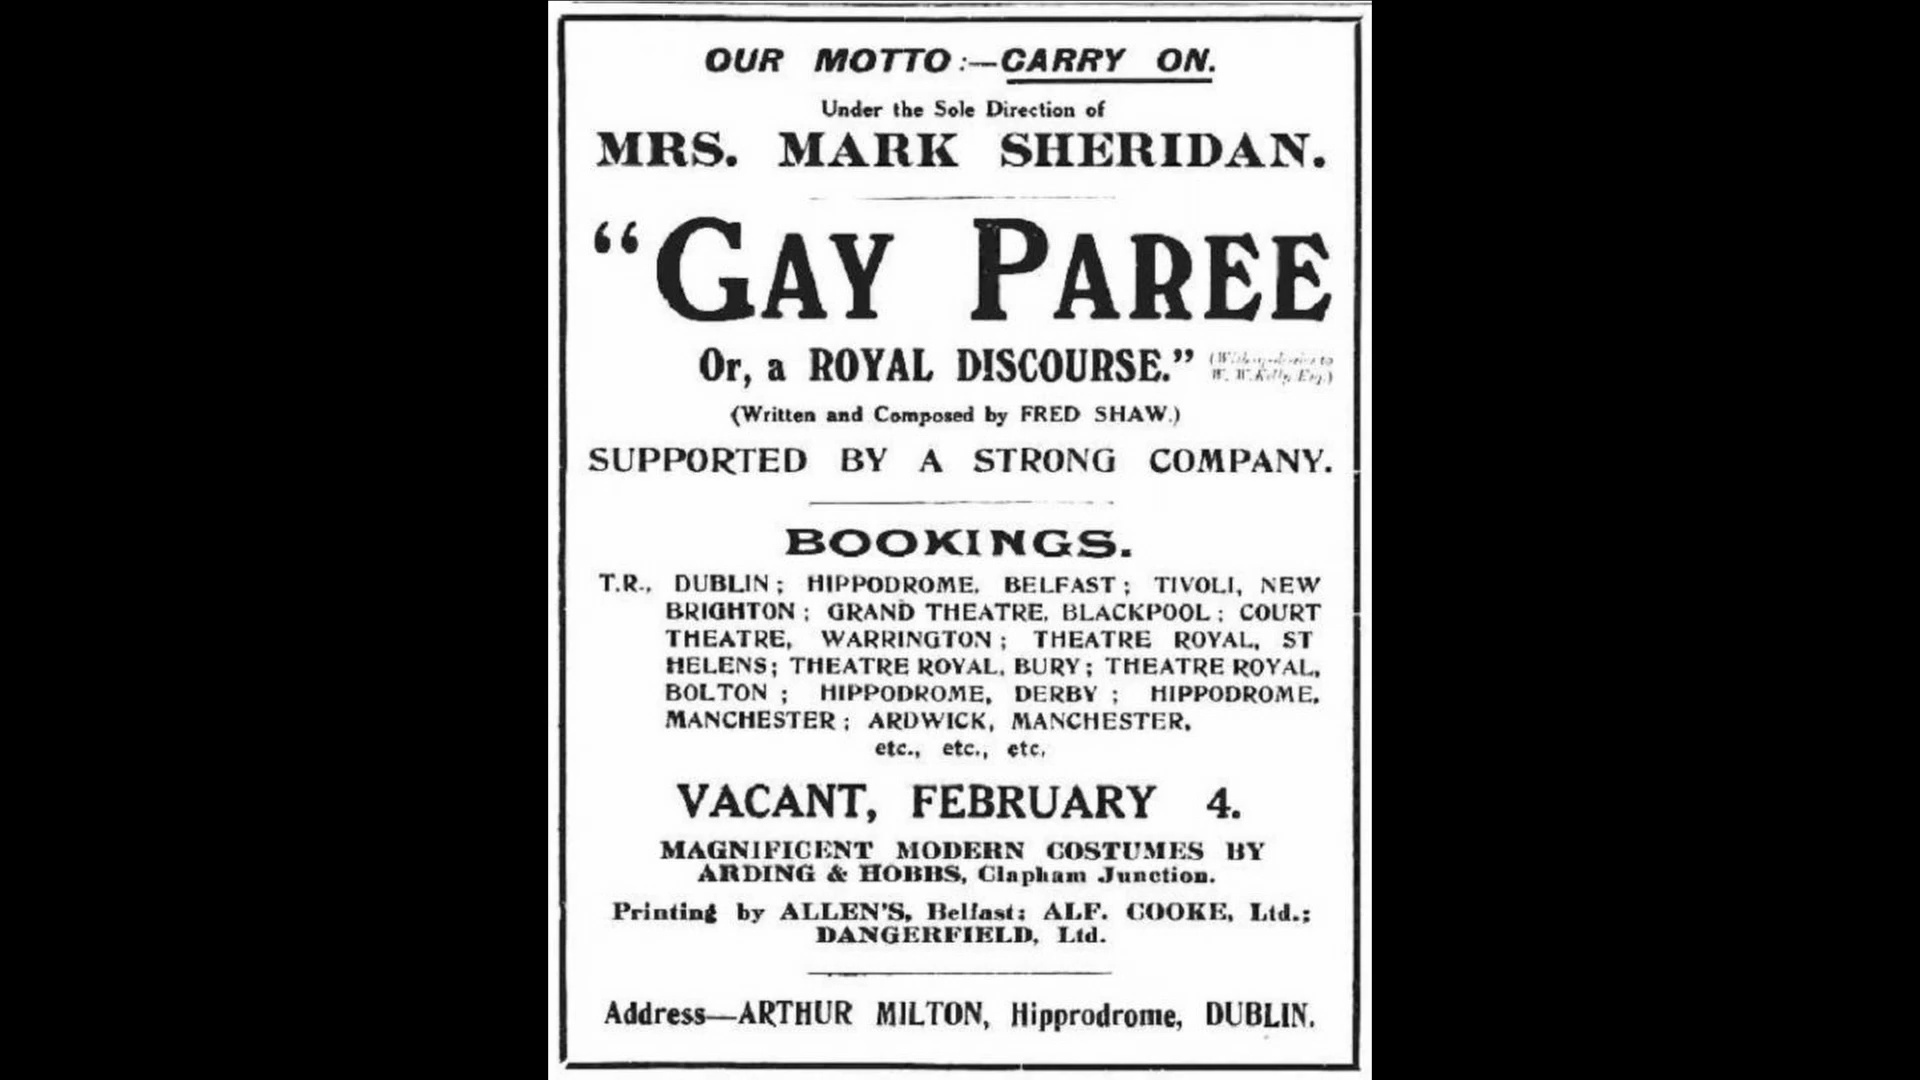 OUR MOTTO:—CARRY ON.
Under the Sole Direction of
MRS. MARK SHERIDAN.
"GAY PAREE
Or, a ROYAL DISCOURSE."
to
W. W. Kelly Esq.)
(Written and Composed by FRED SHAW.)
SUPPORTED BY A STRONG COMPANY.
BOOKINGS.
T.R., DUBLIN; HIPPODROME, BELFAST; TIVOLI, NEW
BRIGHTON; GRAND THEATRE, BLACKPOOL; COURT
THEATRE, WARRINGTON; THEATRE ROYAL, ST
HELENS; THEATRE ROYAL, BURY; THEATRE ROYAL,
BOLTON; HIPPODROME, DERBY; HIPPODROME,
MANCHESTER; ARDWICK, MANCHESTER,
etc., etc., etc.
VACANT, FEBRUARY 4.
MAGNIFICENT MODERN COSTUMES BY
ARDING & HOBBS, Clapham Junction.
Printing by ALLEN'S, Belfast; ALF. COOKE, Ltd.;
DANGERFIELD, Ltd.
Address—ARTHUR MILTON, Hipprodrome, DUBLIN.